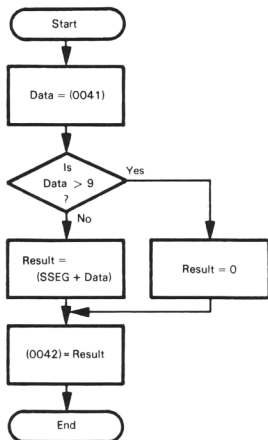 Start
Data = (0041)
Is
Data > 9
?
Yes
No
Result =
(SSEG + Data)
Result = 0
(0042) = Result
End